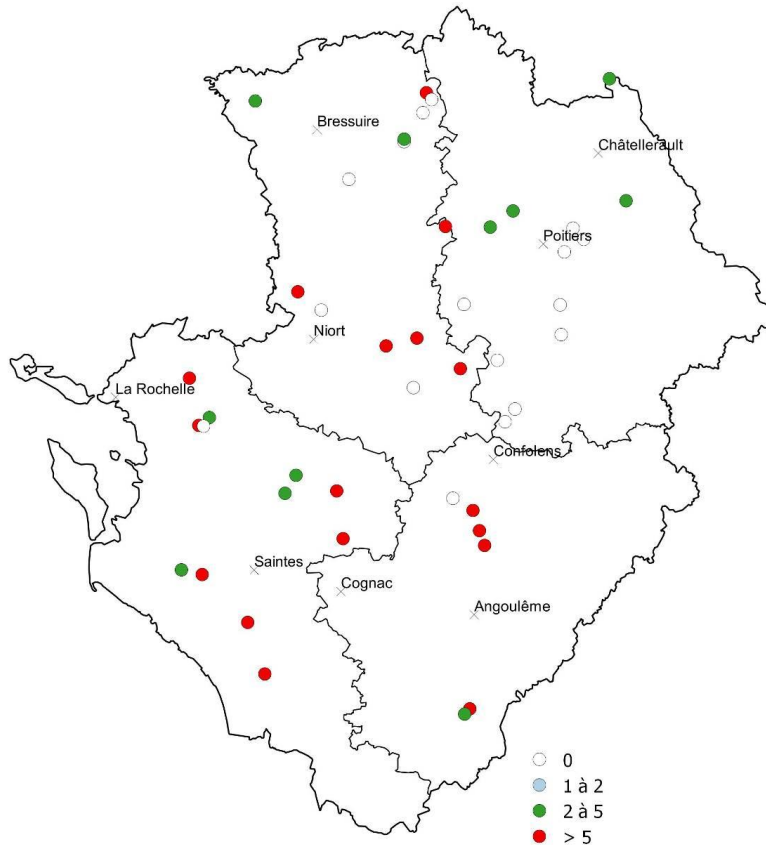 Bressuire
Châtellerault
Poitiers
Niort
La Rochelle
Confolens
Saintes
Cognac
Angoulême
0
1 à 2
2 à 5
> 5